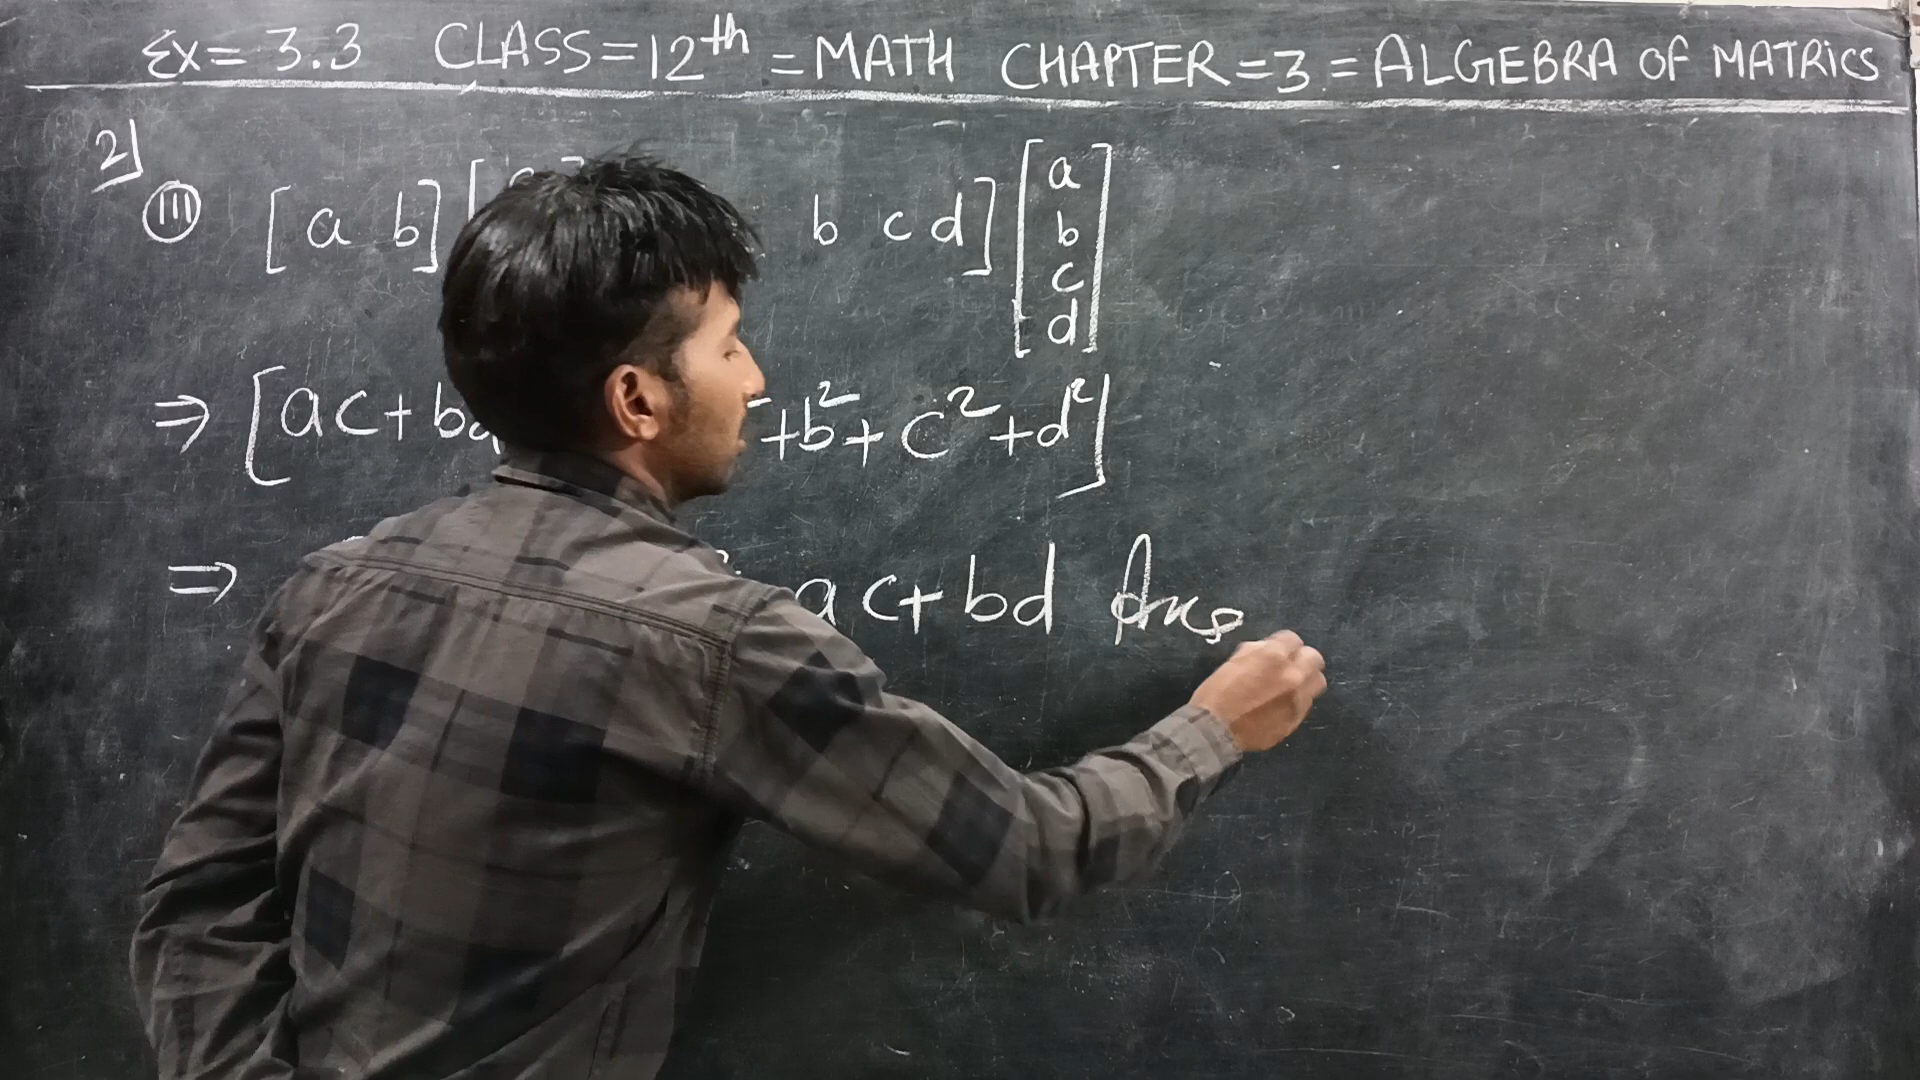 Ex= 3.3 CLASS=12th =MATH CHAPTER=3 = ALGEBRA OF MATRICS
2)
(III) [ a b] [ b c d] [a b c d]
⇒ [ac+bd +b²+ c²+d²]
⇒ ac+bd Ans